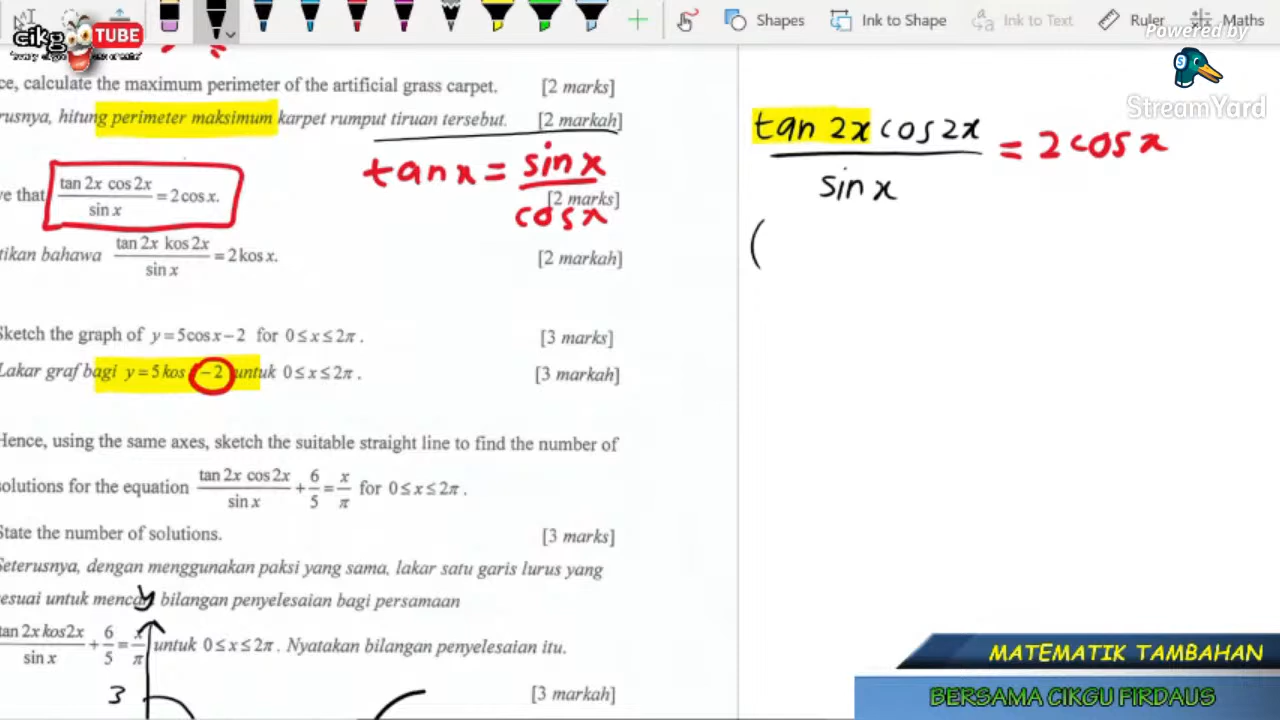 Shapes Ink to Shape Ink to Text Ruler Maths
cikg TUBE
Powered by
StreamYard
ce, calculate the maximum perimeter of the artificial grass carpet. [2 marks]
rusnya, hitung perimeter maksimum karpet rumput tiruan tersebut. [2 markah]
tan x = sin x / cos x
ve that tan 2x cos 2x / sin x = 2 cos x. [2 marks]
tikan bahawa tan 2x kos 2x / sin x = 2 kos x. [2 markah]
Sketch the graph of y = 5cos x − 2 for 0 ≤ x ≤ 2π. [3 marks]
Lakar graf bagi y = 5 kos − 2 untuk 0 ≤ x ≤ 2π. [3 markah]
Hence, using the same axes, sketch the suitable straight line to find the number of
solutions for the equation tan 2x cos 2x / sin x + 6/5 = x/π for 0 ≤ x ≤ 2π.
State the number of solutions. [3 marks]
Seterusnya, dengan menggunakan paksi yang sama, lakar satu garis lurus yang
esuai untuk mencari bilangan penyelesaian bagi persamaan
y
tan 2x kos2x / sin x + 6/5 = x/π untuk 0 ≤ x ≤ 2π. Nyatakan bilangan penyelesaian itu.
3 [3 markah]
tan 2x cos 2x / sin x = 2 cos x
(
MATEMATIK TAMBAHAN
BERSAMA CIKGU FIRDAUS